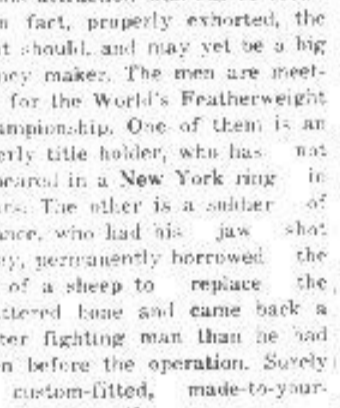 n fact, properly exhorted, the
t should, and may yet be a big
ney maker. The men are meet-
for the World's Featherweight
ampionship. One of them is an
erly title holder, who has not
peared in a New York ring in
rs. The other is a soldier of
ance, who had his jaw shot
ay, permanently borrowed the
of a sheep to replace the
attered bone and came back a
ter fighting man than he had
n before the operation. Surely
custom-fitted, made-to-your-